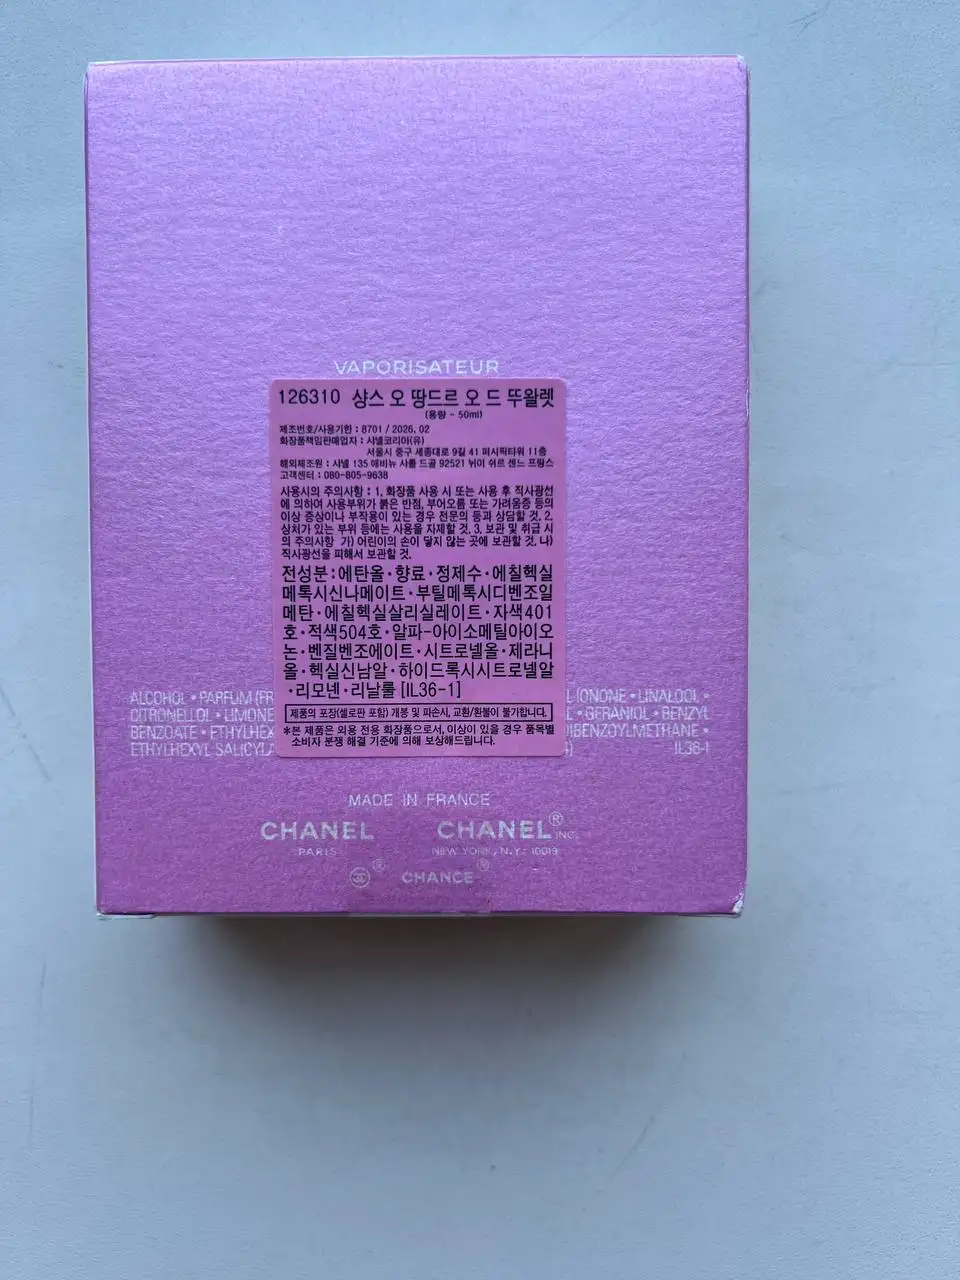 VAPORISATEUR
126310 샹스 오 땅드르 오 드 뚜왈렛
(용량 - 50ml)
제조번호/사용기한 : 8701 / 2026. 02
화장품책임판매업자 : 샤넬코리아(유)
서울시 중구 세종대로 9길 41 퍼시픽타워 11층
해외제조원 : 샤넬 135 애비뉴 샤를 드골 92521 뉘이 쉬르 센느 프랑스
고객센터 : 080-805-9638
사용시의 주의사항 : 1. 화장품 사용 시 또는 사용 후 직사광선
에 의하여 사용부위가 붉은 반점, 부어오름 또는 가려움증 등의
이상 증상이나 부작용이 있는 경우 전문의 등과 상담할 것. 2.
상처가 있는 부위 등에는 사용을 자제할 것. 3. 보관 및 취급 시
의 주의사항 가) 어린이의 손이 닿지 않는 곳에 보관할 것. 나)
직사광선을 피해서 보관할 것.
전성분:에탄올·향료·정제수·에칠헥실
메톡시신나메이트·부틸메톡시디벤조일
메탄·에칠헥실살리실레이트·자색401
호·적색504호·알파-아이소메틸아이오
논·벤질벤조에이트·시트로넬올·제라니
올·헥실신남알·하이드록시시트로넬알
·리모넨·리날룰 [IL36-1]
제품의 포장(셀로판 포함) 개봉 및 파손시, 교환/환불이 불가합니다.
*본 제품은 외용 전용 화장품으로서, 이상이 있을 경우 품목별
소비자 분쟁 해결 기준에 의해 보상해드립니다.
ALCOHOL • PARFUM (FR L IONONE • LINALOOL •
CITRONELLOL • LIMONE L • GERANIOL • BENZYL
BENZOATE • ETHYLHEX DIBENZOYLMETHANE •
ETHYLHEXYL SALICYLA IL36-1
MADE IN FRANCE
CHANEL CHANEL® INC.
PARIS NEW YORK, N.Y. 10019
® CHANCE®